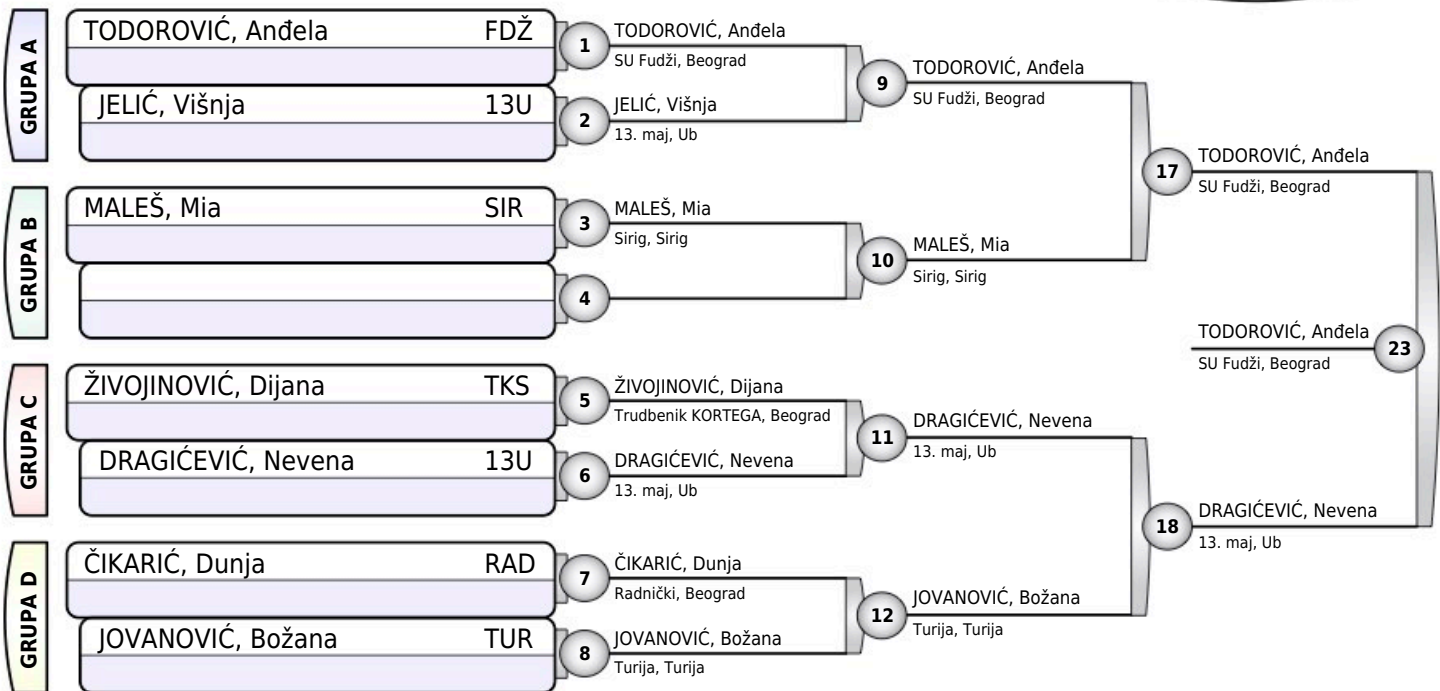 GRUPA A
TODOROVIĆ, Anđela FDŽ
JELIĆ, Višnja 13U
GRUPA B
MALEŠ, Mia SIR
GRUPA C
ŽIVOJINOVIĆ, Dijana TKS
DRAGIĆEVIĆ, Nevena 13U
GRUPA D
ČIKARIĆ, Dunja RAD
JOVANOVIĆ, Božana TUR
1
TODOROVIĆ, Anđela
SU Fudži, Beograd
2
JELIĆ, Višnja
13. maj, Ub
3
MALEŠ, Mia
Sirig, Sirig
4
5
ŽIVOJINOVIĆ, Dijana
Trudbenik KORTEGA, Beograd
6
DRAGIĆEVIĆ, Nevena
13. maj, Ub
7
ČIKARIĆ, Dunja
Radnički, Beograd
8
JOVANOVIĆ, Božana
Turija, Turija
9
TODOROVIĆ, Anđela
SU Fudži, Beograd
10
MALEŠ, Mia
Sirig, Sirig
11
DRAGIĆEVIĆ, Nevena
13. maj, Ub
12
JOVANOVIĆ, Božana
Turija, Turija
17
TODOROVIĆ, Anđela
SU Fudži, Beograd
18
DRAGIĆEVIĆ, Nevena
13. maj, Ub
TODOROVIĆ, Anđela
SU Fudži, Beograd
23